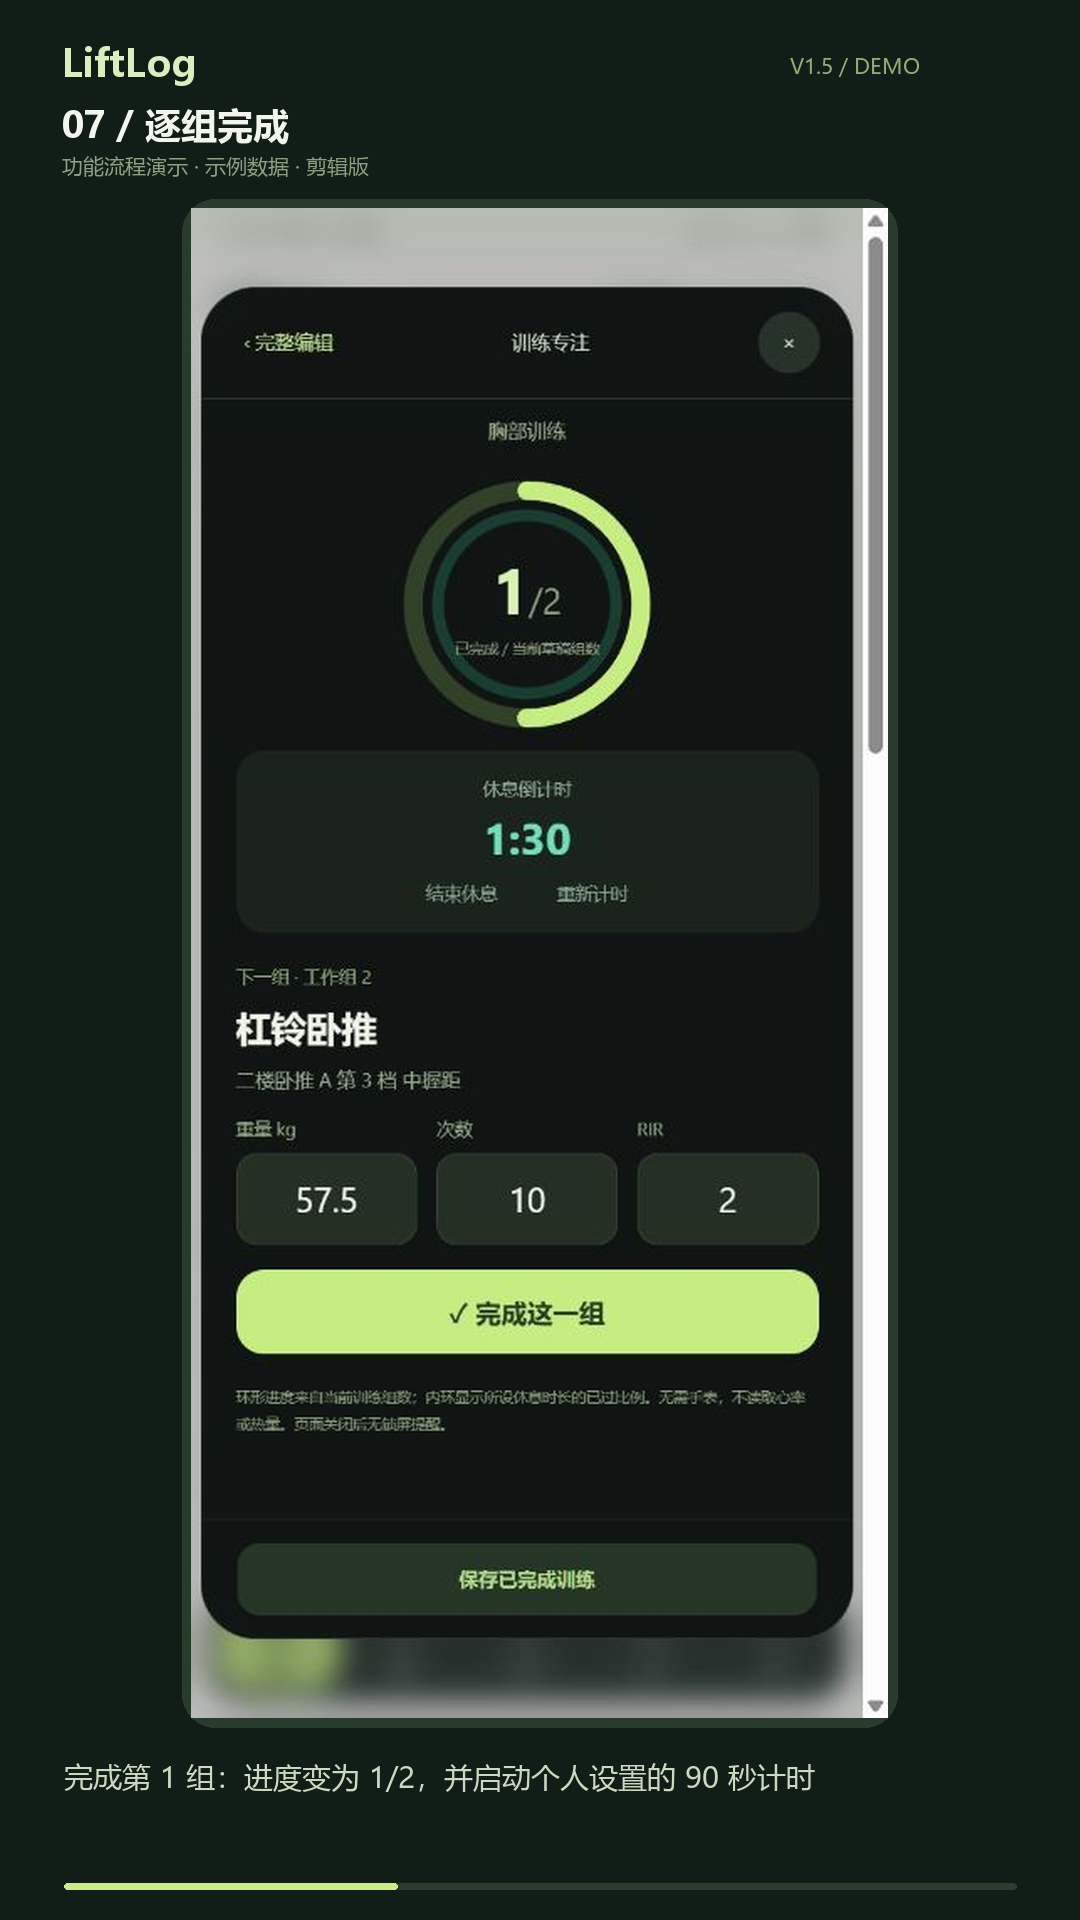 LiftLog
V1.5 / DEMO
07 / 逐组完成
功能流程演示 · 示例数据 · 剪辑版
‹ 完整编辑
训练专注
×
胸部训练
1/2
已完成 / 当前草稿组数
休息倒计时
1:30
结束休息
重新计时
下一组 · 工作组 2
杠铃卧推
二楼卧推 A 第 3 档 中握距
重量 kg
次数
RIR
57.5
10
2
✓ 完成这一组
环形进度来自当前训练组数；内环显示所设休息时长的已过比例。无需手表，不读取心率
或热量。页面关闭后无锁屏提醒。
保存已完成训练
完成第 1 组：进度变为 1/2，并启动个人设置的 90 秒计时